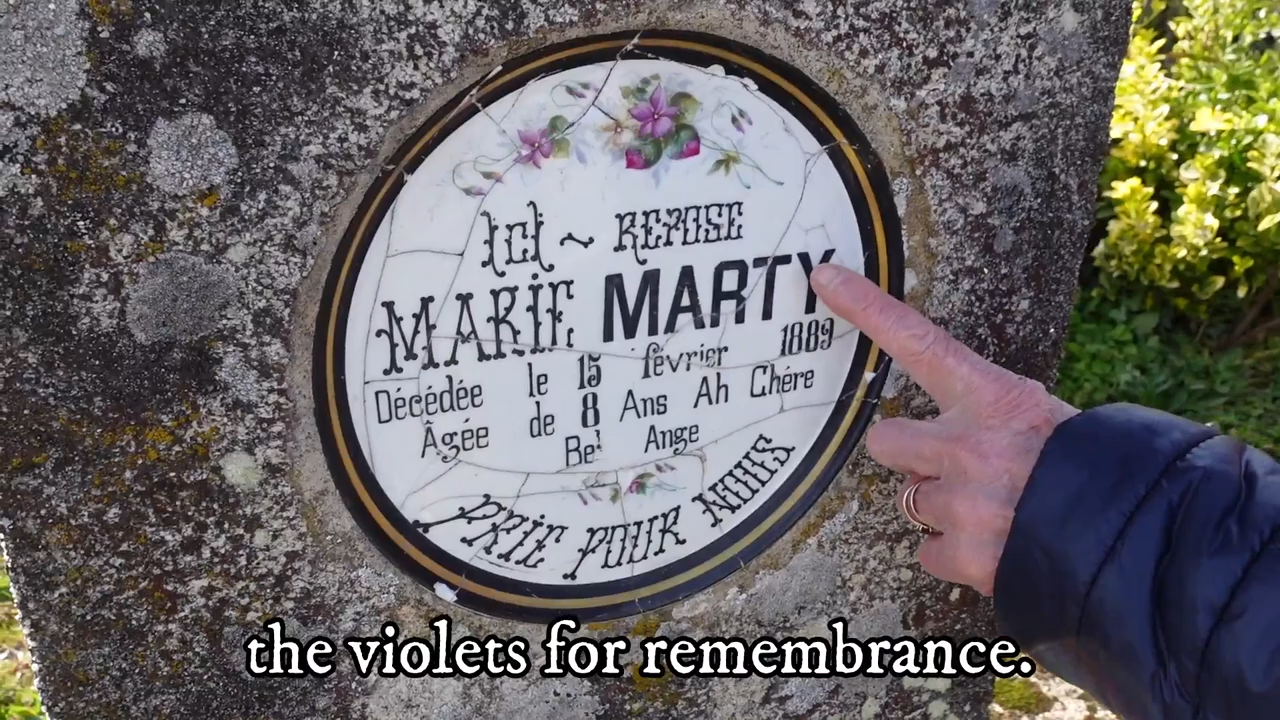 ICI ~ REPOSE
MARIE MARTY
Décédée le 15 février 1889
Âgée de 8 Ans Ah Chére
Bel Ange
PRIE POUR NOUS
the violets for remembrance.